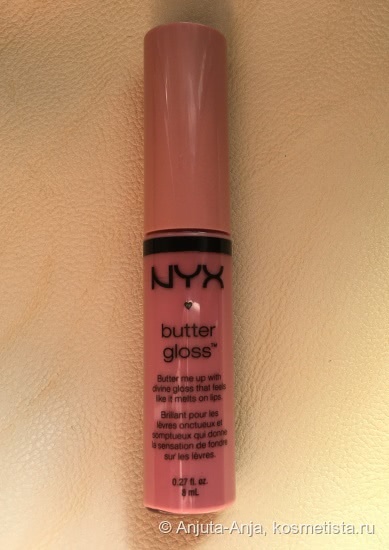 NYX
butter
gloss™
Butter me up with
divine gloss that feels
like it melts on lips.
Brillant pour les
lèvres onctueux et
somptueux qui donne
la sensation de fondre
sur les lèvres.
0.27 fl. oz.
8 mL
© Anjuta-Anja, kosmetista.ru